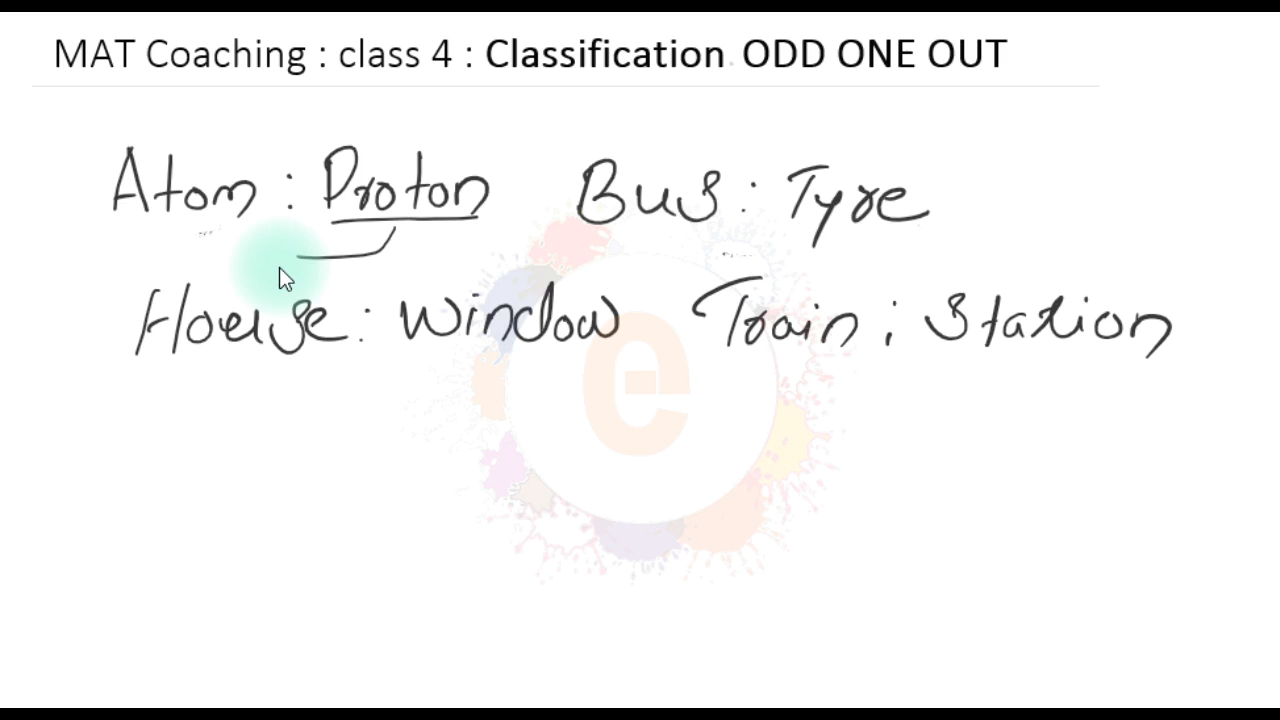 MAT Coaching : class 4 : Classification. ODD ONE OUT
Atom : Proton Bus : Tyre
House : Window Train : Station
e